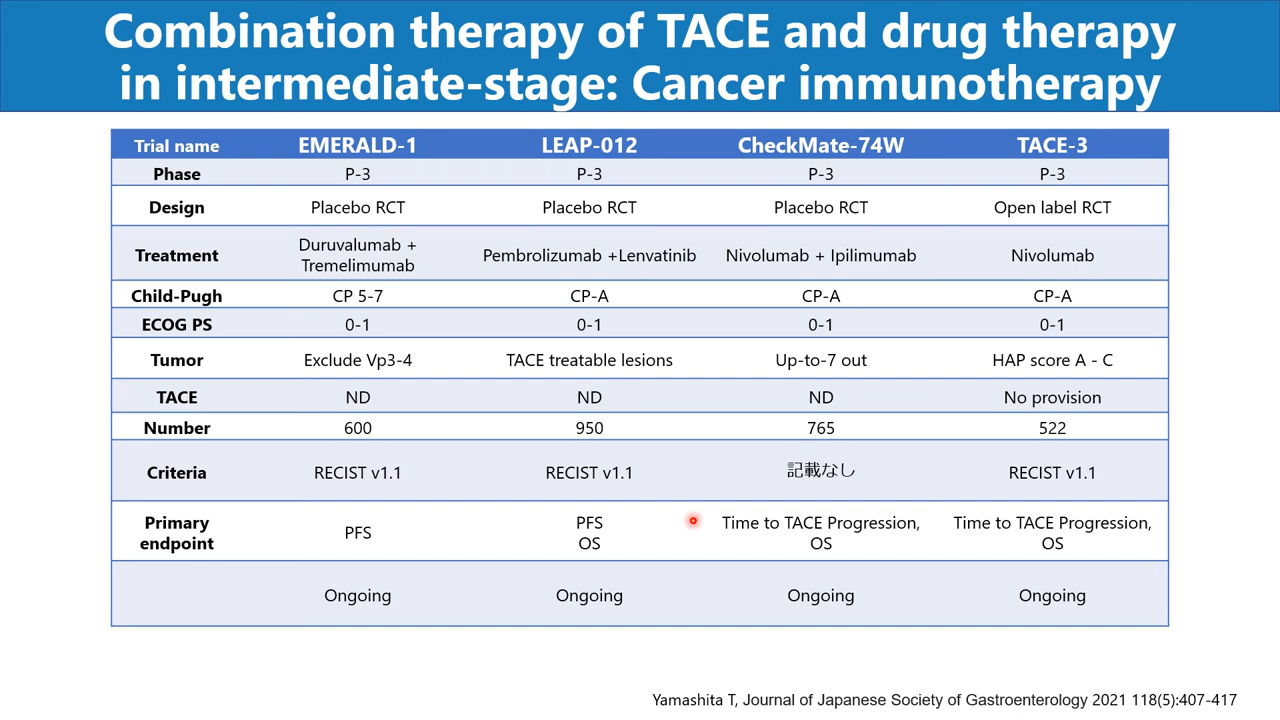 Combination therapy of TACE and drug therapy
in intermediate-stage: Cancer immunotherapy
Trial name EMERALD-1 LEAP-012 CheckMate-74W TACE-3
Phase P-3 P-3 P-3 P-3
Design Placebo RCT Placebo RCT Placebo RCT Open label RCT
Treatment Duruvalumab + Tremelimumab Pembrolizumab +Lenvatinib Nivolumab + Ipilimumab Nivolumab
Child-Pugh CP 5-7 CP-A CP-A CP-A
ECOG PS 0-1 0-1 0-1 0-1
Tumor Exclude Vp3-4 TACE treatable lesions Up-to-7 out HAP score A - C
TACE ND ND ND No provision
Number 600 950 765 522
Criteria RECIST v1.1 RECIST v1.1 記載なし RECIST v1.1
Primary endpoint PFS PFS OS Time to TACE Progression, OS Time to TACE Progression, OS
Ongoing Ongoing Ongoing Ongoing
Yamashita T, Journal of Japanese Society of Gastroenterology 2021 118(5):407-417